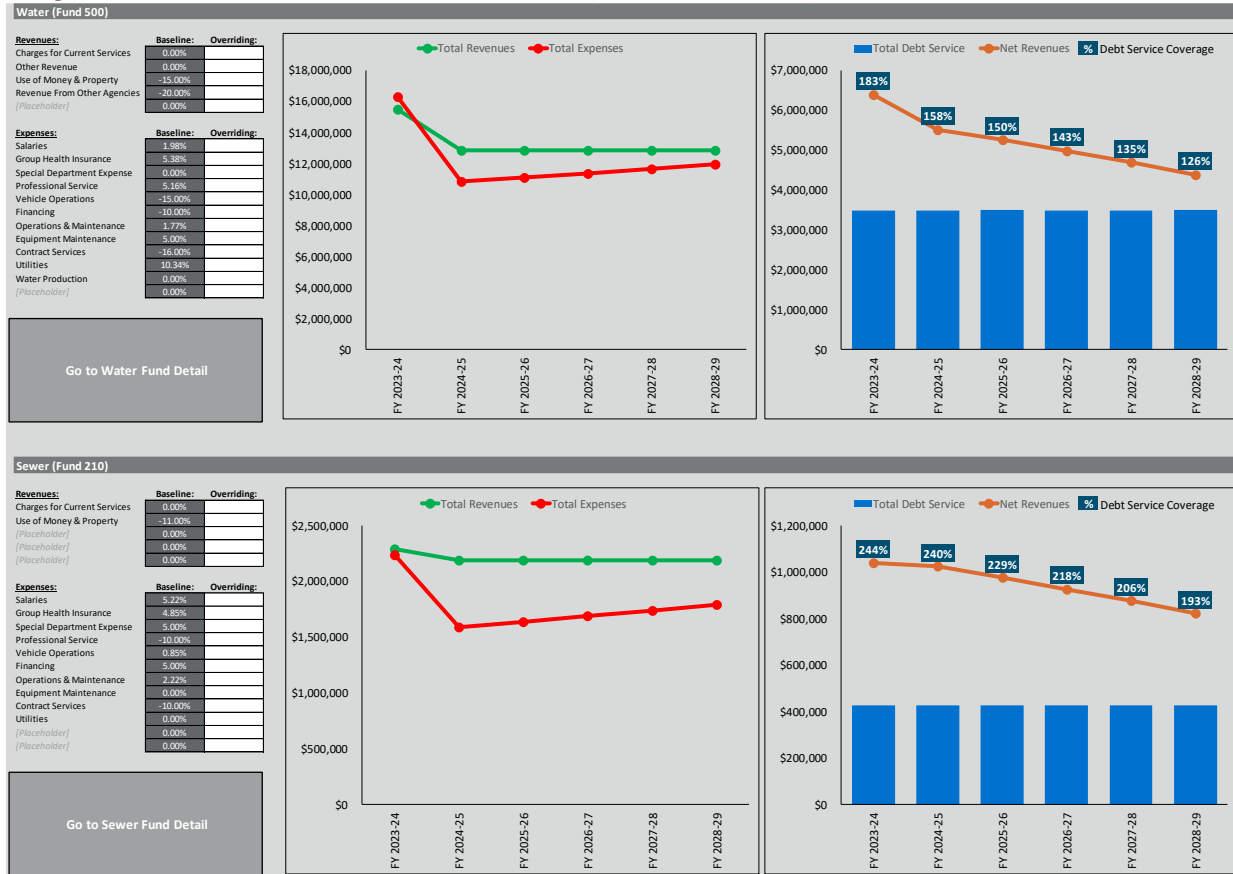 Water (Fund 500)
Revenues: Baseline: Overriding:
Charges for Current Services 0.00%
Other Revenue 0.00%
Use of Money & Property -15.00%
Revenue From Other Agencies -20.00%
[Placeholder] 0.00%
Expenses: Baseline: Overriding:
Salaries 1.98%
Group Health Insurance 5.38%
Special Department Expense 0.00%
Professional Service 5.16%
Vehicle Operations -15.00%
Financing -10.00%
Operations & Maintenance 1.77%
Equipment Maintenance 5.00%
Contract Services -16.00%
Utilities 10.34%
Water Production 0.00%
[Placeholder] 0.00%
Go to Water Fund Detail
Total Revenues Total Expenses
$18,000,000
$16,000,000
$14,000,000
$12,000,000
$10,000,000
$8,000,000
$6,000,000
$4,000,000
$2,000,000
$0
FY 2023-24 FY 2024-25 FY 2025-26 FY 2026-27 FY 2027-28 FY 2028-29
Total Debt Service Net Revenues % Debt Service Coverage
$7,000,000
$6,000,000
$5,000,000
$4,000,000
$3,000,000
$2,000,000
$1,000,000
$0
183% 158% 150% 143% 135% 126%
FY 2023-24 FY 2024-25 FY 2025-26 FY 2026-27 FY 2027-28 FY 2028-29
Sewer (Fund 210)
Revenues: Baseline: Overriding:
Charges for Current Services 0.00%
Use of Money & Property -11.00%
[Placeholder] 0.00%
[Placeholder] 0.00%
[Placeholder] 0.00%
Expenses: Baseline: Overriding:
Salaries 5.22%
Group Health Insurance 4.85%
Special Department Expense 5.00%
Professional Service -10.00%
Vehicle Operations 0.85%
Financing 5.00%
Operations & Maintenance 2.22%
Equipment Maintenance 0.00%
Contract Services -10.00%
Utilities 0.00%
[Placeholder] 0.00%
[Placeholder] 0.00%
Go to Sewer Fund Detail
Total Revenues Total Expenses
$2,500,000
$2,000,000
$1,500,000
$1,000,000
$500,000
$0
FY 2023-24 FY 2024-25 FY 2025-26 FY 2026-27 FY 2027-28 FY 2028-29
Total Debt Service Net Revenues % Debt Service Coverage
$1,200,000
$1,000,000
$800,000
$600,000
$400,000
$200,000
$0
244% 240% 229% 218% 206% 193%
FY 2023-24 FY 2024-25 FY 2025-26 FY 2026-27 FY 2027-28 FY 2028-29